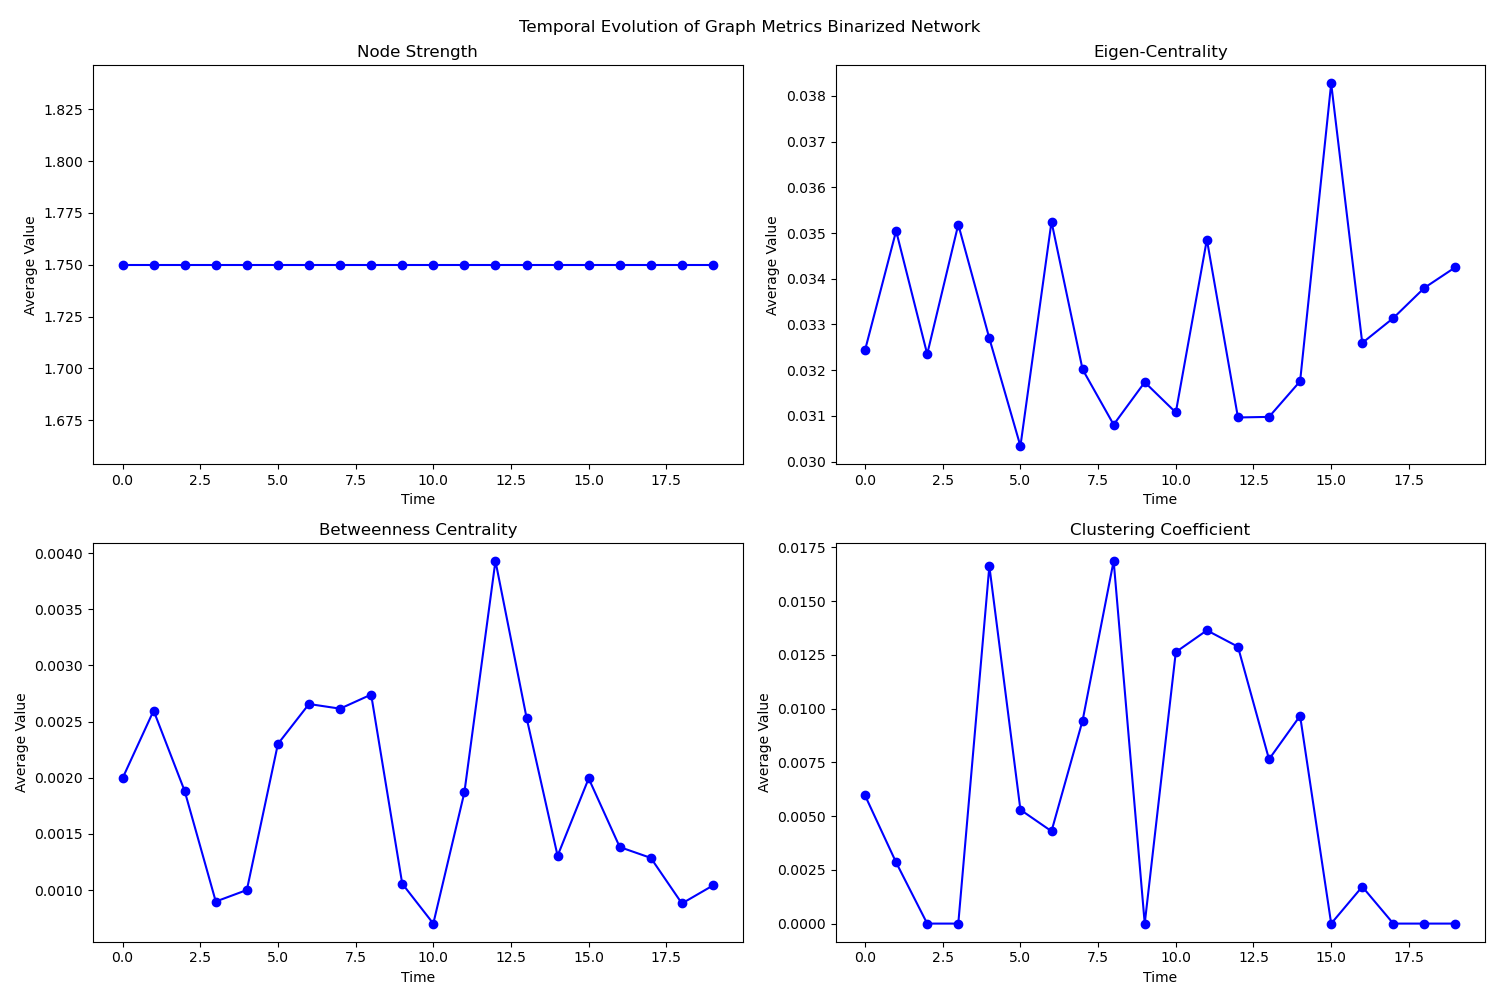 Temporal Evolution of Graph Metrics Binarized Network
Node Strength
Average Value
1.825
1.800
1.775
1.750
1.725
1.700
1.675
0.0 2.5 5.0 7.5 10.0 12.5 15.0 17.5
Time
Eigen-Centrality
Average Value
0.038
0.037
0.036
0.035
0.034
0.033
0.032
0.031
0.030
0.0 2.5 5.0 7.5 10.0 12.5 15.0 17.5
Time
Betweenness Centrality
Average Value
0.0040
0.0035
0.0030
0.0025
0.0020
0.0015
0.0010
0.0 2.5 5.0 7.5 10.0 12.5 15.0 17.5
Time
Clustering Coefficient
Average Value
0.0175
0.0150
0.0125
0.0100
0.0075
0.0050
0.0025
0.0000
0.0 2.5 5.0 7.5 10.0 12.5 15.0 17.5
Time